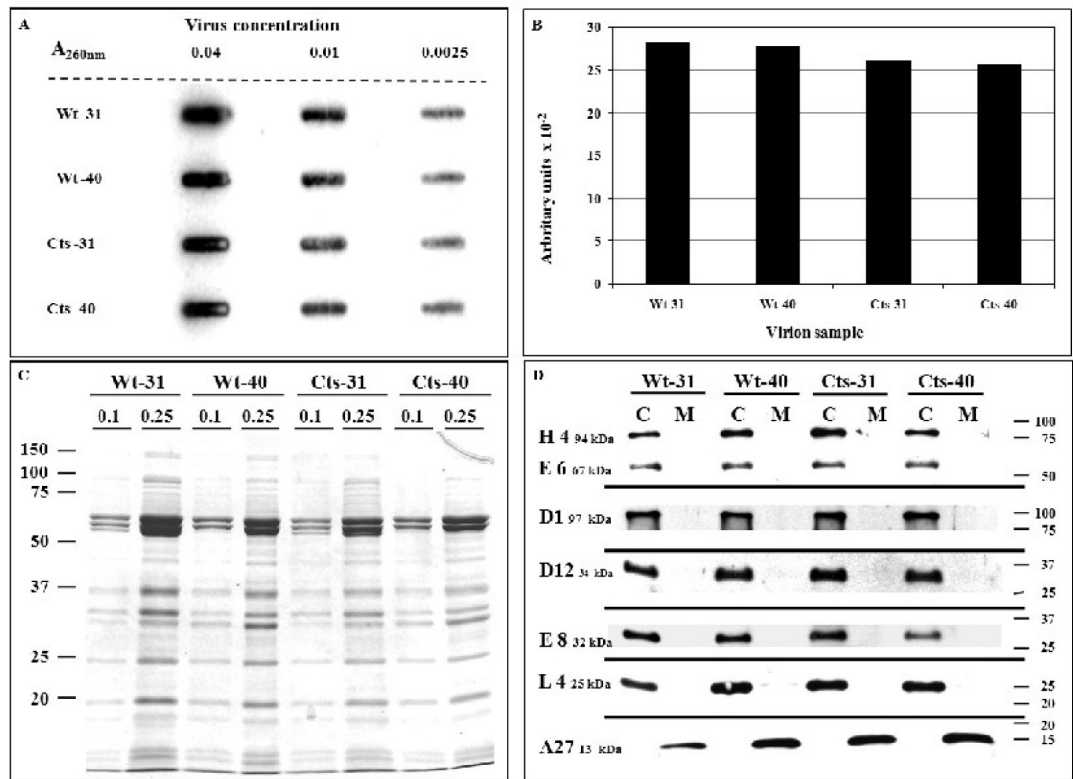 A
Virus concentration
A260nm 0.04 0.01 0.0025
Wt-31
Wt-40
Cts-31
Cts-40
B
Arbritary units x 10-2
30
25
20
15
10
5
0
Wt-31 Wt-40 Cts-31 Cts-40
Virion sample
C
Wt-31 Wt-40 Cts-31 Cts-40
0.1 0.25 0.1 0.25 0.1 0.25 0.1 0.25
150
100
75
50
37
25
20
D
Wt-31 Wt-40 Cts-31 Cts-40
C M C M C M C M
H 4 94 kDa 100
75
E 6 67 kDa 50
D1 97 kDa 100
75
D12 34 kDa 37
25
E 8 32 kDa 37
25
L 4 25 kDa 25
20
A27 13 kDa 20
15